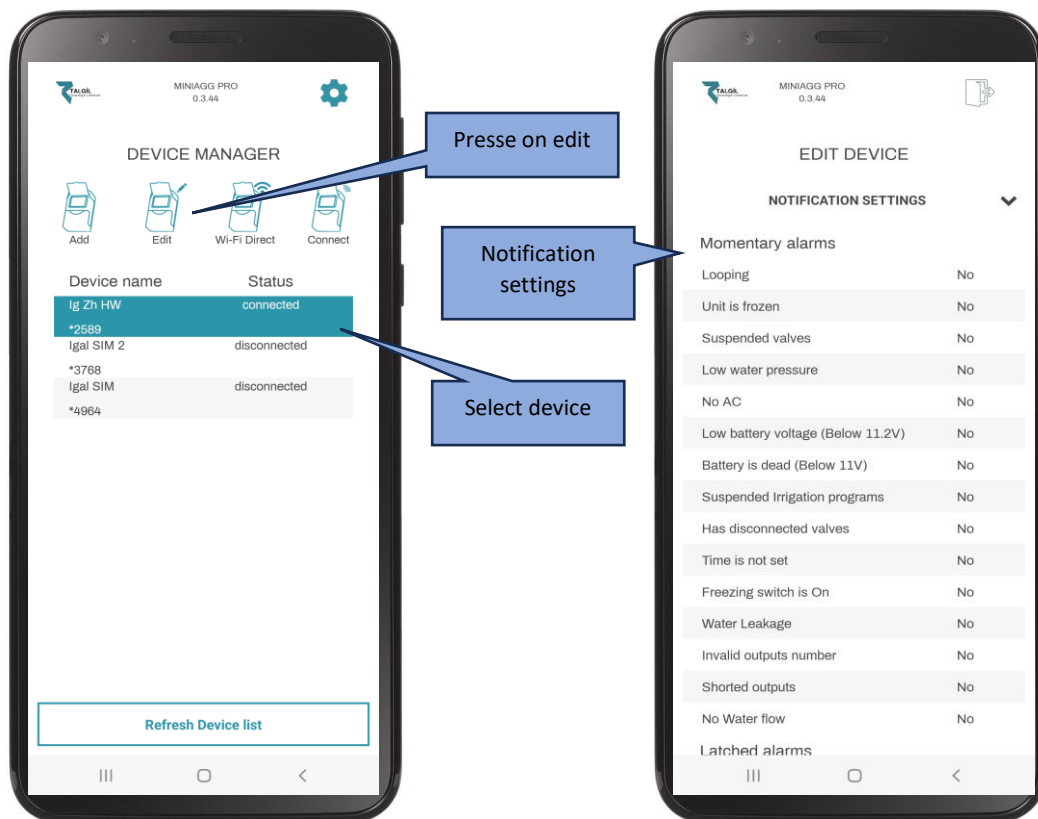 TALGIL
MINIAGG PRO
0.3.44
DEVICE MANAGER
Add Edit Wi-Fi Direct Connect
Device name Status
Ig Zh HW connected
*2589
Igal SIM 2 disconnected
*3768
Igal SIM disconnected
*4964
Refresh Device list
Presse on edit
Notification
settings
Select device
TALGIL
MINIAGG PRO
0.3.44
EDIT DEVICE
NOTIFICATION SETTINGS
Momentary alarms
Looping No
Unit is frozen No
Suspended valves No
Low water pressure No
No AC No
Low battery voltage (Below 11.2V) No
Battery is dead (Below 11V) No
Suspended Irrigation programs No
Has disconnected valves No
Time is not set No
Freezing switch is On No
Water Leakage No
Invalid outputs number No
Shorted outputs No
No Water flow No
Latched alarms